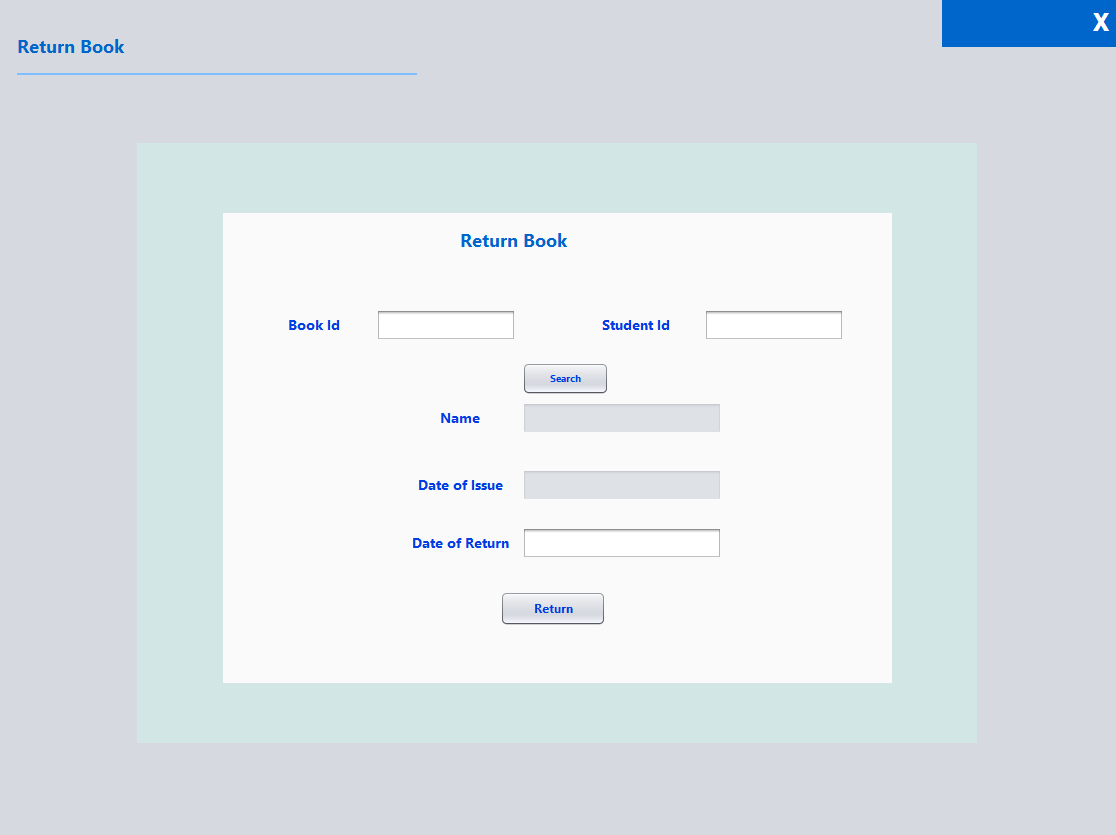 X
Return Book
Return Book
Book Id Student Id
Search
Name
Date of Issue
Date of Return
Return